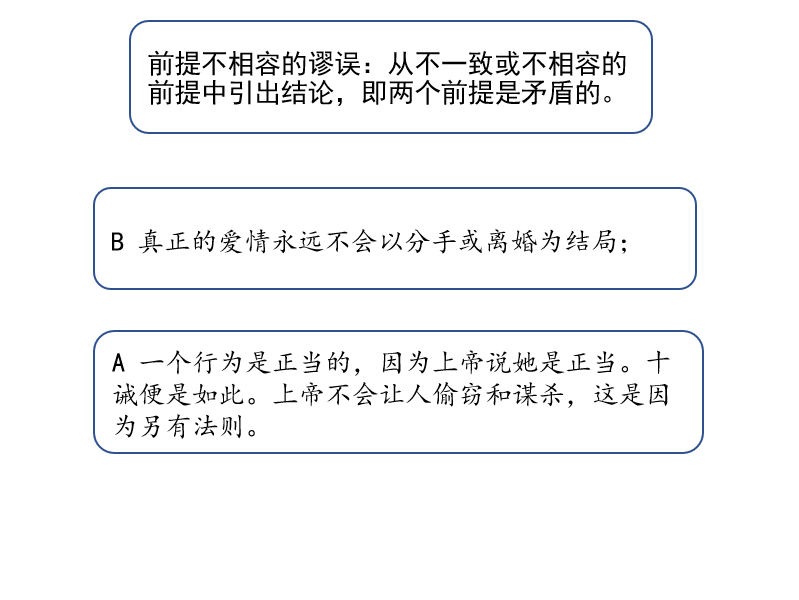 前提不相容的谬误：从不一致或不相容的
前提中引出结论，即两个前提是矛盾的。
B 真正的爱情永远不会以分手或离婚为结局；
A 一个行为是正当的，因为上帝说她是正当。十
诫便是如此。上帝不会让人偷窃和谋杀，这是因
为另有法则。